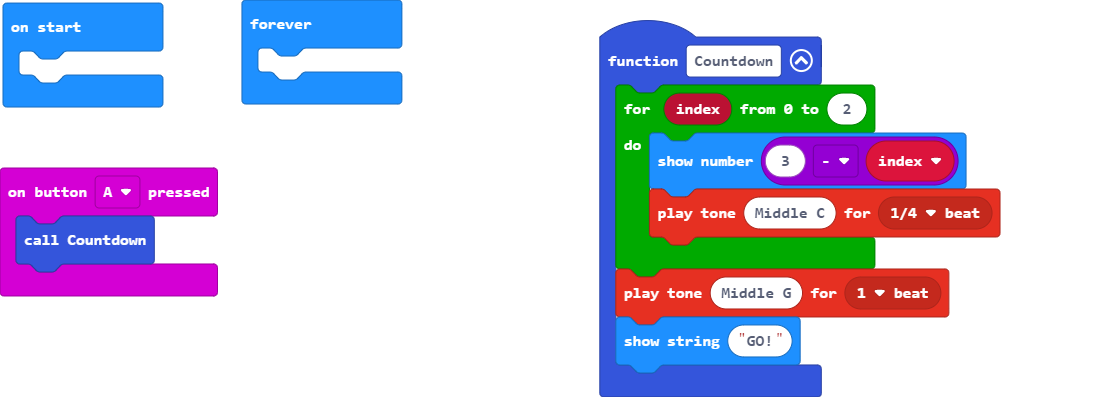 on start
forever
on button A pressed
call Countdown
function Countdown
for index from 0 to 2
do
show number 3 - index
play tone Middle C for 1/4 beat
play tone Middle G for 1 beat
show string "GO!"